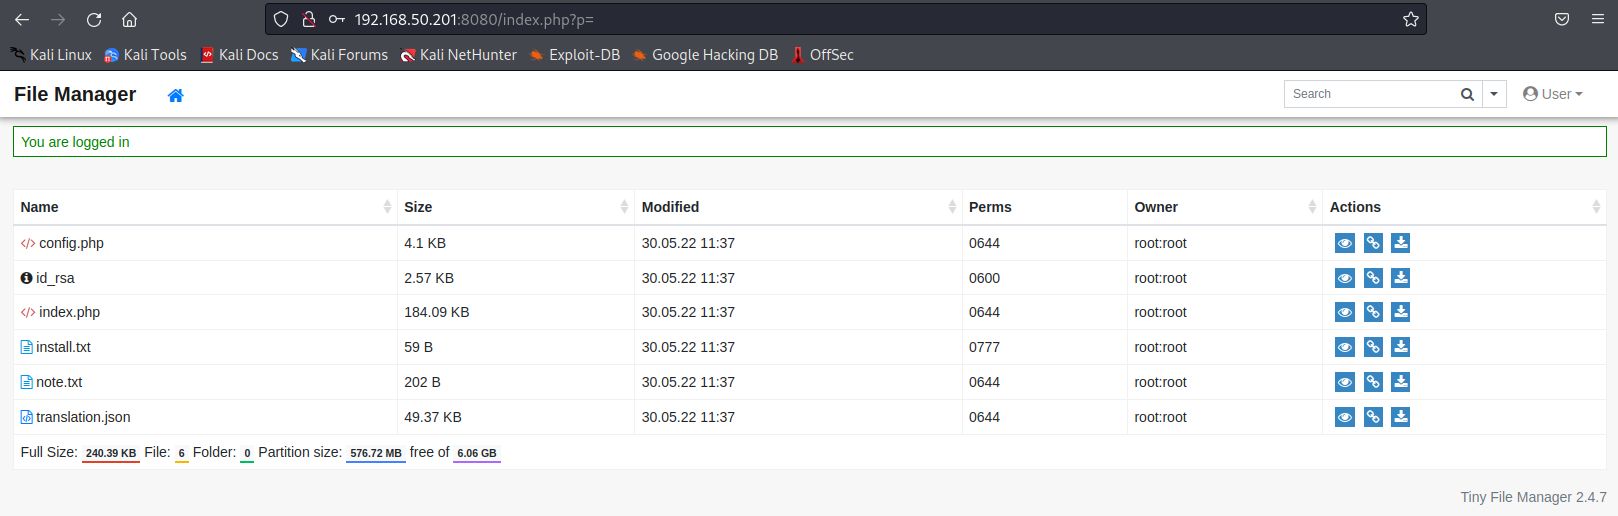 192.168.50.201:8080/index.php?p=
Kali Linux Kali Tools Kali Docs Kali Forums Kali NetHunter Exploit-DB Google Hacking DB OffSec
File Manager Search User
You are logged in
Name Size Modified Perms Owner Actions
config.php 4.1 KB 30.05.22 11:37 0644 root:root
id_rsa 2.57 KB 30.05.22 11:37 0600 root:root
index.php 184.09 KB 30.05.22 11:37 0644 root:root
install.txt 59 B 30.05.22 11:37 0777 root:root
note.txt 202 B 30.05.22 11:37 0644 root:root
translation.json 49.37 KB 30.05.22 11:37 0644 root:root
Full Size: 240.39 KB File: 6 Folder: 0 Partition size: 576.72 MB free of 6.06 GB
Tiny File Manager 2.4.7